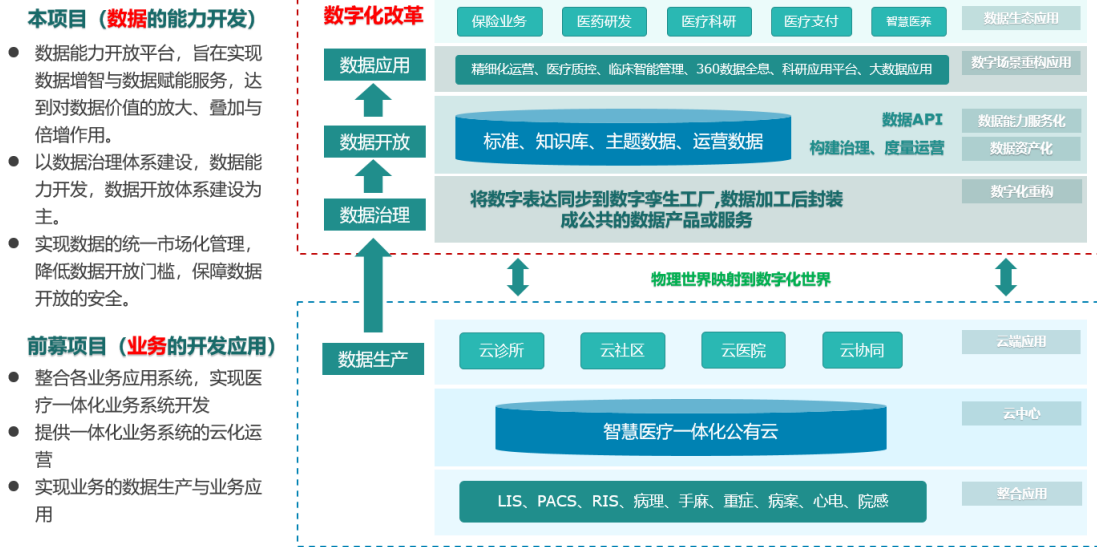 本项目（数据的能力开发）
● 数据能力开放平台，旨在实现
数据增智与数据赋能服务，达
到对数据价值的放大、叠加与
倍增作用。
● 以数据治理体系建设，数据能
力开发，数据开放体系建设为
主。
● 实现数据的统一市场化管理，
降低数据开放门槛，保障数据
开放的安全。
前募项目（业务的开发应用）
● 整合各业务应用系统，实现医
疗一体化业务系统开发
● 提供一体化业务系统的云化运
营
● 实现业务的数据生产与业务应
用
数字化改革
保险业务
医药研发
医疗科研
医疗支付
智慧医养
数据生态应用
数据应用
精细化运营、医疗质控、临床智能管理、360数据全息、科研应用平台、大数据应用
数字场景重构应用
数据开放
标准、知识库、主题数据、运营数据
数据API
构建治理、度量运营
数据能力服务化
数据资产化
数据治理
将数字表达同步到数字孪生工厂,数据加工后封装
成公共的数据产品或服务
数字化重构
物理世界映射到数字化世界
数据生产
云诊所
云社区
云医院
云协同
云端应用
智慧医疗一体化公有云
云中心
LIS、PACS、RIS、病理、手麻、重症、病案、心电、院感
整合应用